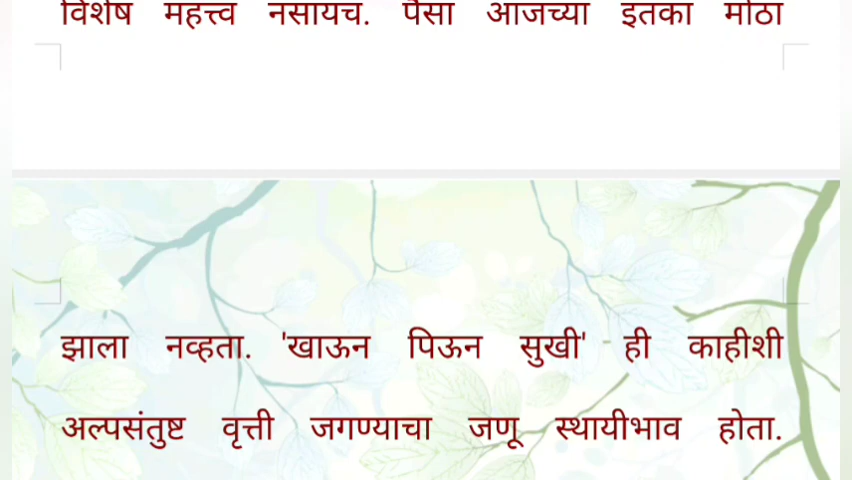 विशेष महत्त्व नसायच. पैसा आजच्या इतका मोठा
झाला नव्हता. 'खाऊन पिऊन सुखी' ही काहीशी
अल्पसंतुष्ट वृत्ती जगण्याचा जणू स्थायीभाव होता.